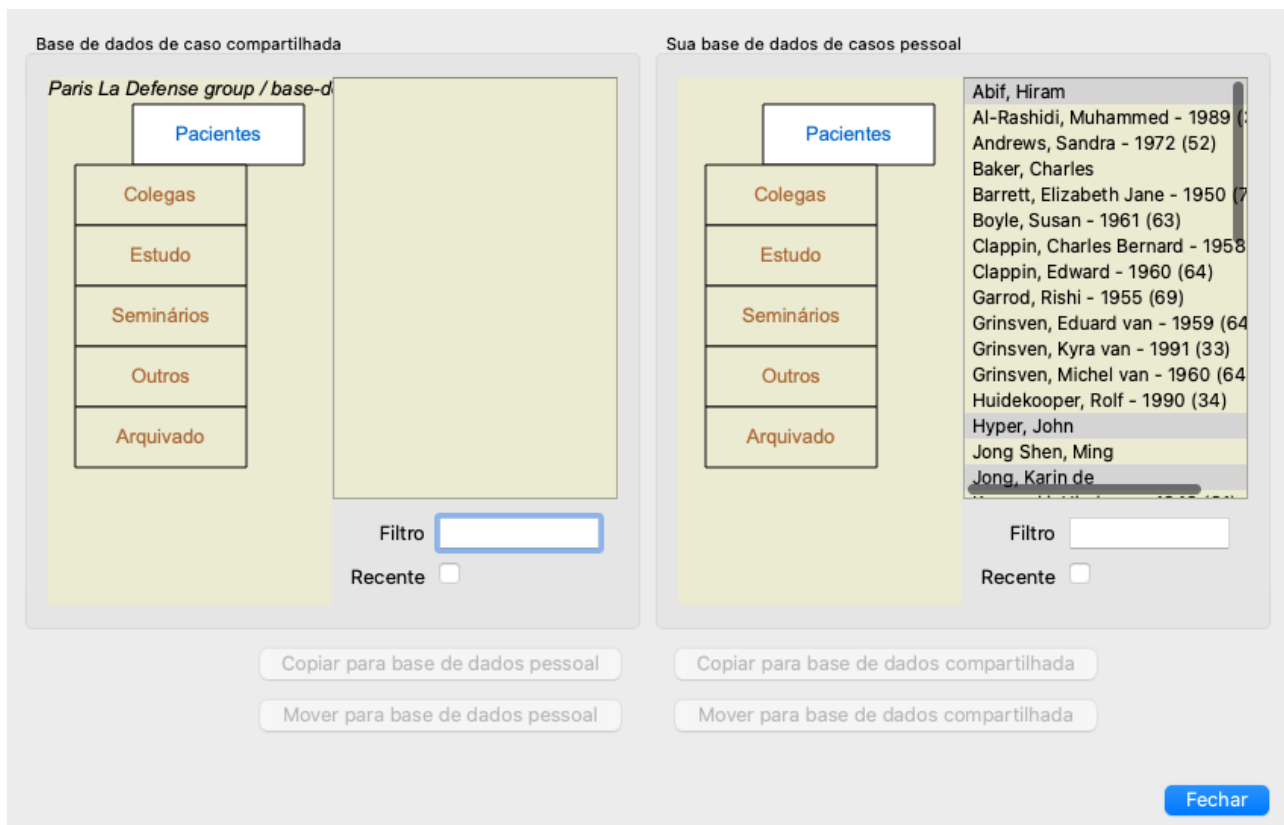 Base de dados de caso compartilhada
Paris La Defense group / base-d
Pacientes
Colegas
Estudo
Seminários
Outros
Arquivado
Filtro
Recente
Copiar para base de dados pessoal
Mover para base de dados pessoal
Sua base de dados de casos pessoal
Pacientes
Colegas
Estudo
Seminários
Outros
Arquivado
Abif, Hiram
Al-Rashidi, Muhammed - 1989 (
Andrews, Sandra - 1972 (52)
Baker, Charles
Barrett, Elizabeth Jane - 1950 (7
Boyle, Susan - 1961 (63)
Clappin, Charles Bernard - 1958
Clappin, Edward - 1960 (64)
Garrod, Rishi - 1955 (69)
Grinsven, Eduard van - 1959 (64
Grinsven, Kyra van - 1991 (33)
Grinsven, Michel van - 1960 (64
Huidekooper, Rolf - 1990 (34)
Hyper, John
Jong Shen, Ming
Jong, Karin de
Filtro
Recente
Copiar para base de dados compartilhada
Mover para base de dados compartilhada
Fechar